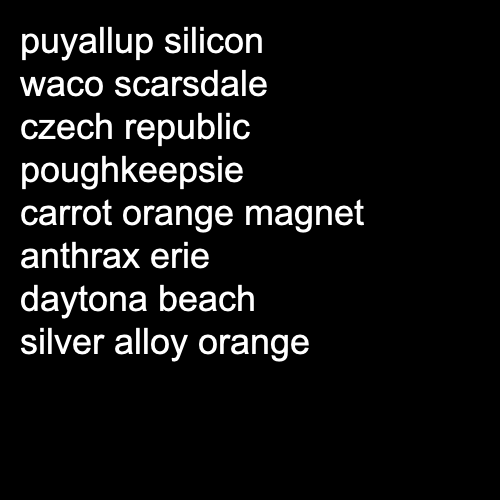 puyallup silicon
waco scarsdale
czech republic
poughkeepsie
carrot orange magnet
anthrax erie
daytona beach
silver alloy orange